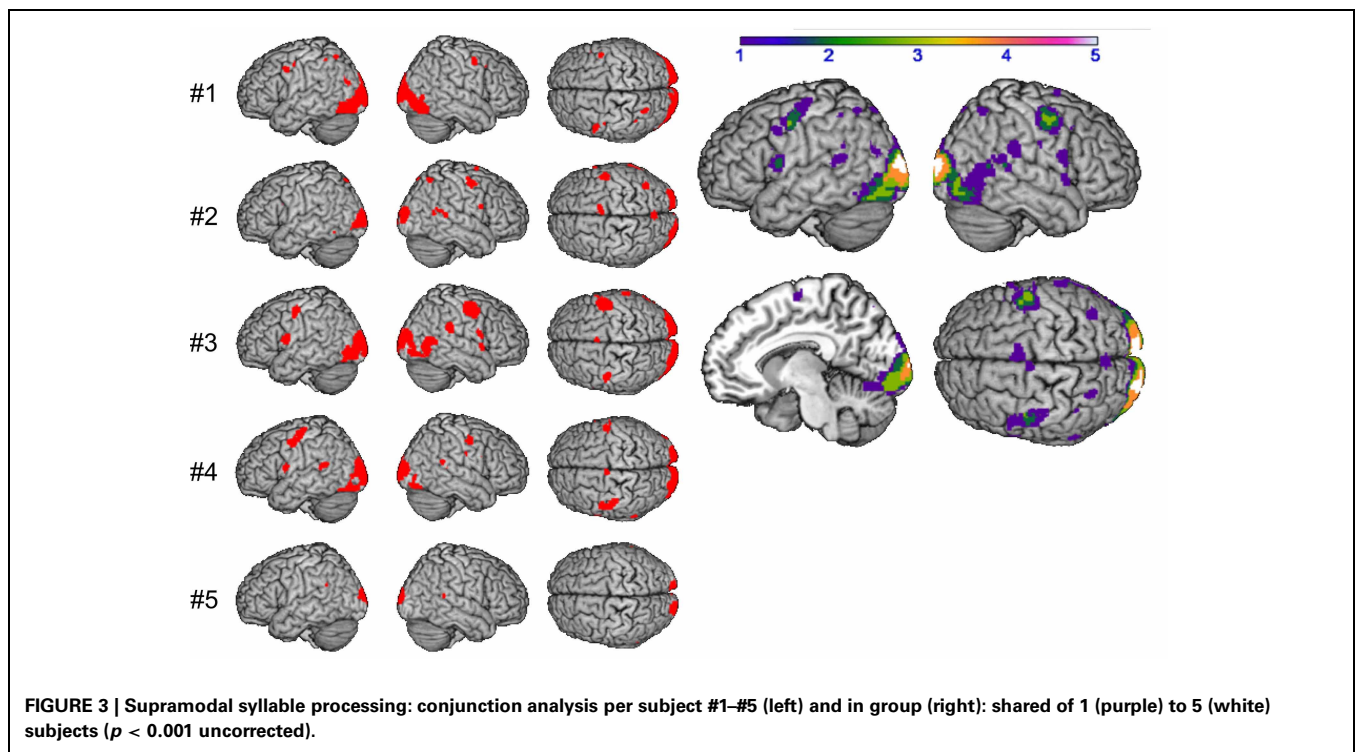 1 2 3 4 5
#1
#2
#3
#4
#5
FIGURE 3 | Supramodal syllable processing: conjunction analysis per subject #1–#5 (left) and in group (right): shared of 1 (purple) to 5 (white)
subjects (p < 0.001 uncorrected).